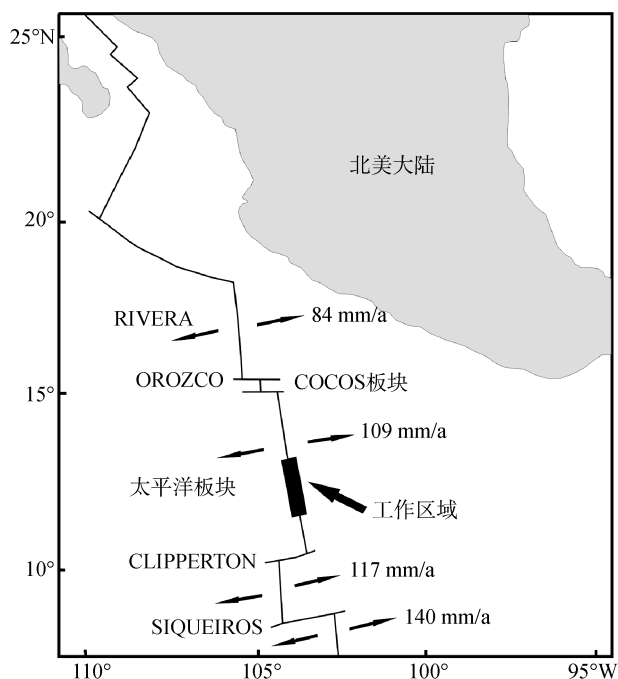 25°N
北美大陆
20°
RIVERA
84 mm/a
OROZCO
COCOS板块
15°
109 mm/a
太平洋板块
工作区域
CLIPPERTON
10°
117 mm/a
SIQUEIROS
140 mm/a
110°
105°
100°
95°W